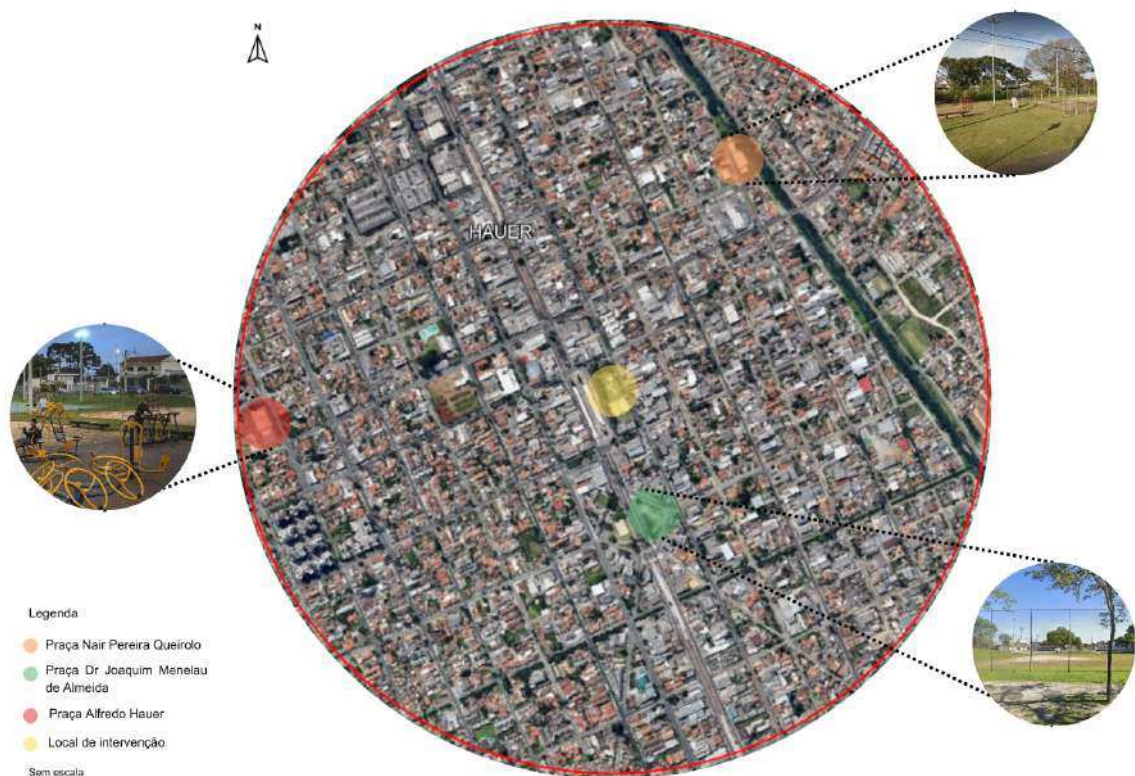 N
HAUER
Legenda
Praça Nair Pereira Queirolo
Praça Dr Joaquim Menelau
de Almeida
Praça Alfredo Hauer
Local de intervenção
Sem escala